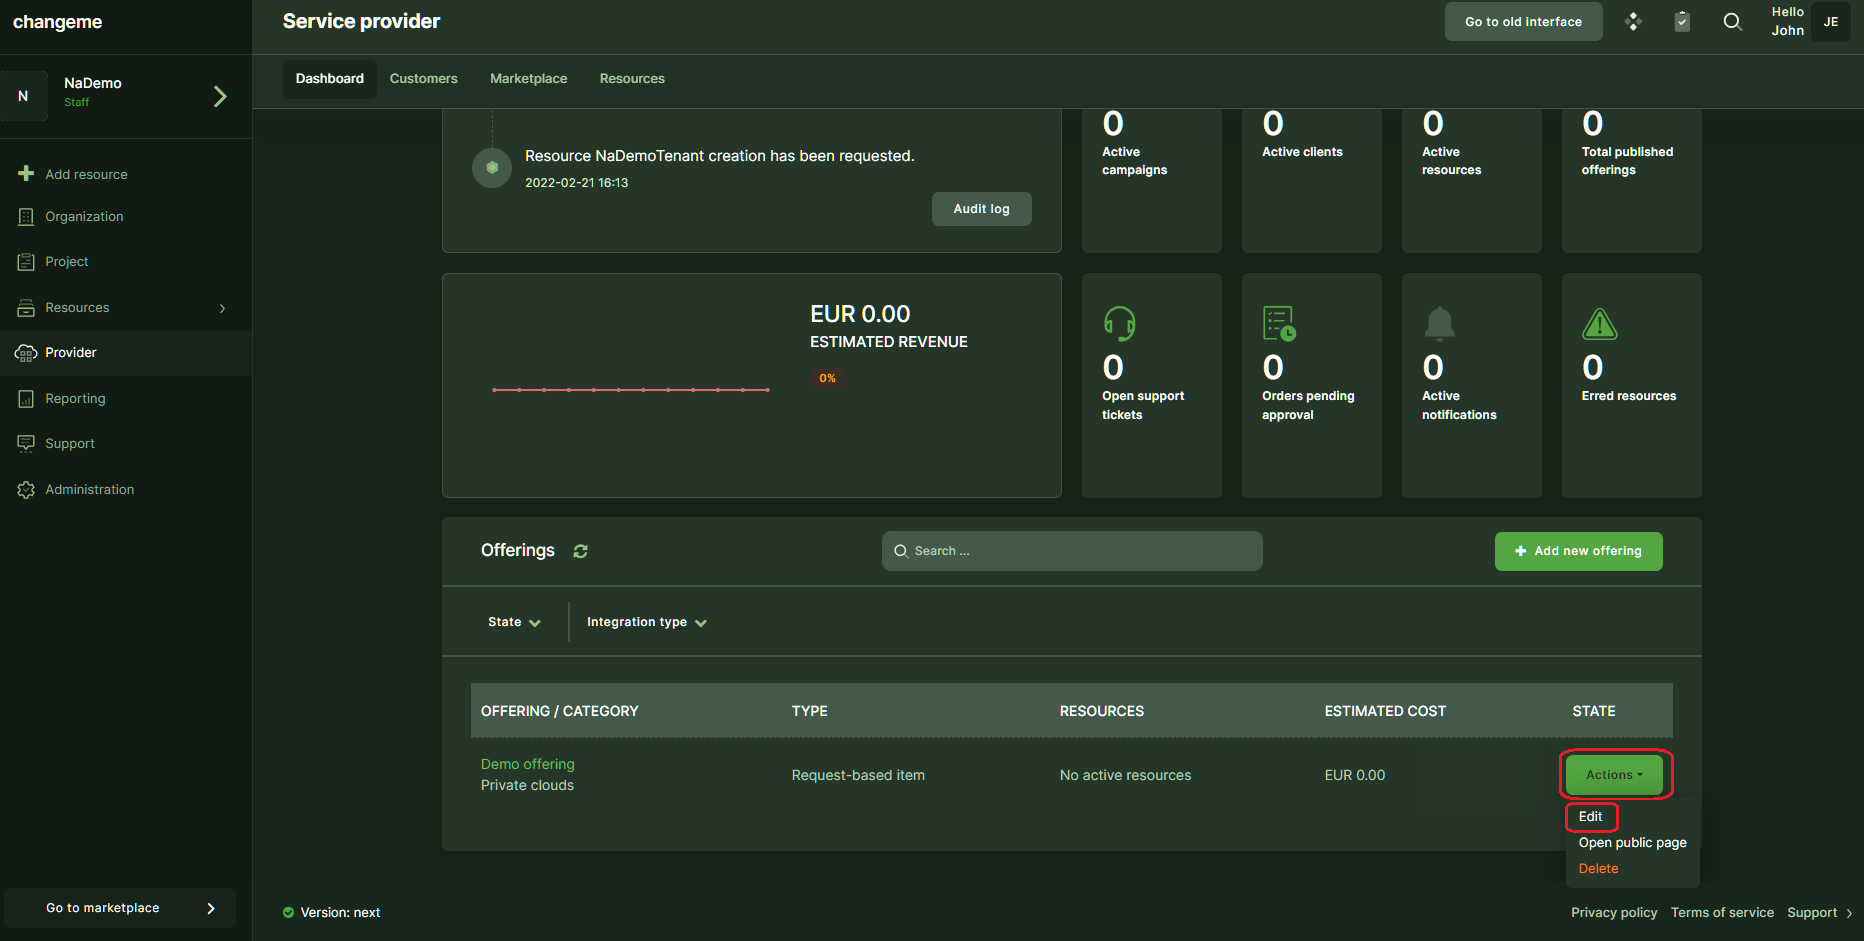 changeme
Service provider
Go to old interface
Hello
John
JE
N
NaDemo
Staff
Dashboard
Customers
Marketplace
Resources
Add resource
Organization
Project
Resources
Provider
Reporting
Support
Administration
Go to marketplace
Resource NaDemoTenant creation has been requested.
2022-02-21 16:13
Audit log
0
Active
campaigns
0
Active clients
0
Active
resources
0
Total published
offerings
EUR 0.00
ESTIMATED REVENUE
0%
0
Open support
tickets
0
Orders pending
approval
0
Active
notifications
0
Erred resources
Offerings
Search ...
Add new offering
State
Integration type
OFFERING / CATEGORY
TYPE
RESOURCES
ESTIMATED COST
STATE
Demo offering
Private clouds
Request-based item
No active resources
EUR 0.00
Actions
Edit
Open public page
Delete
Version: next
Privacy policy
Terms of service
Support